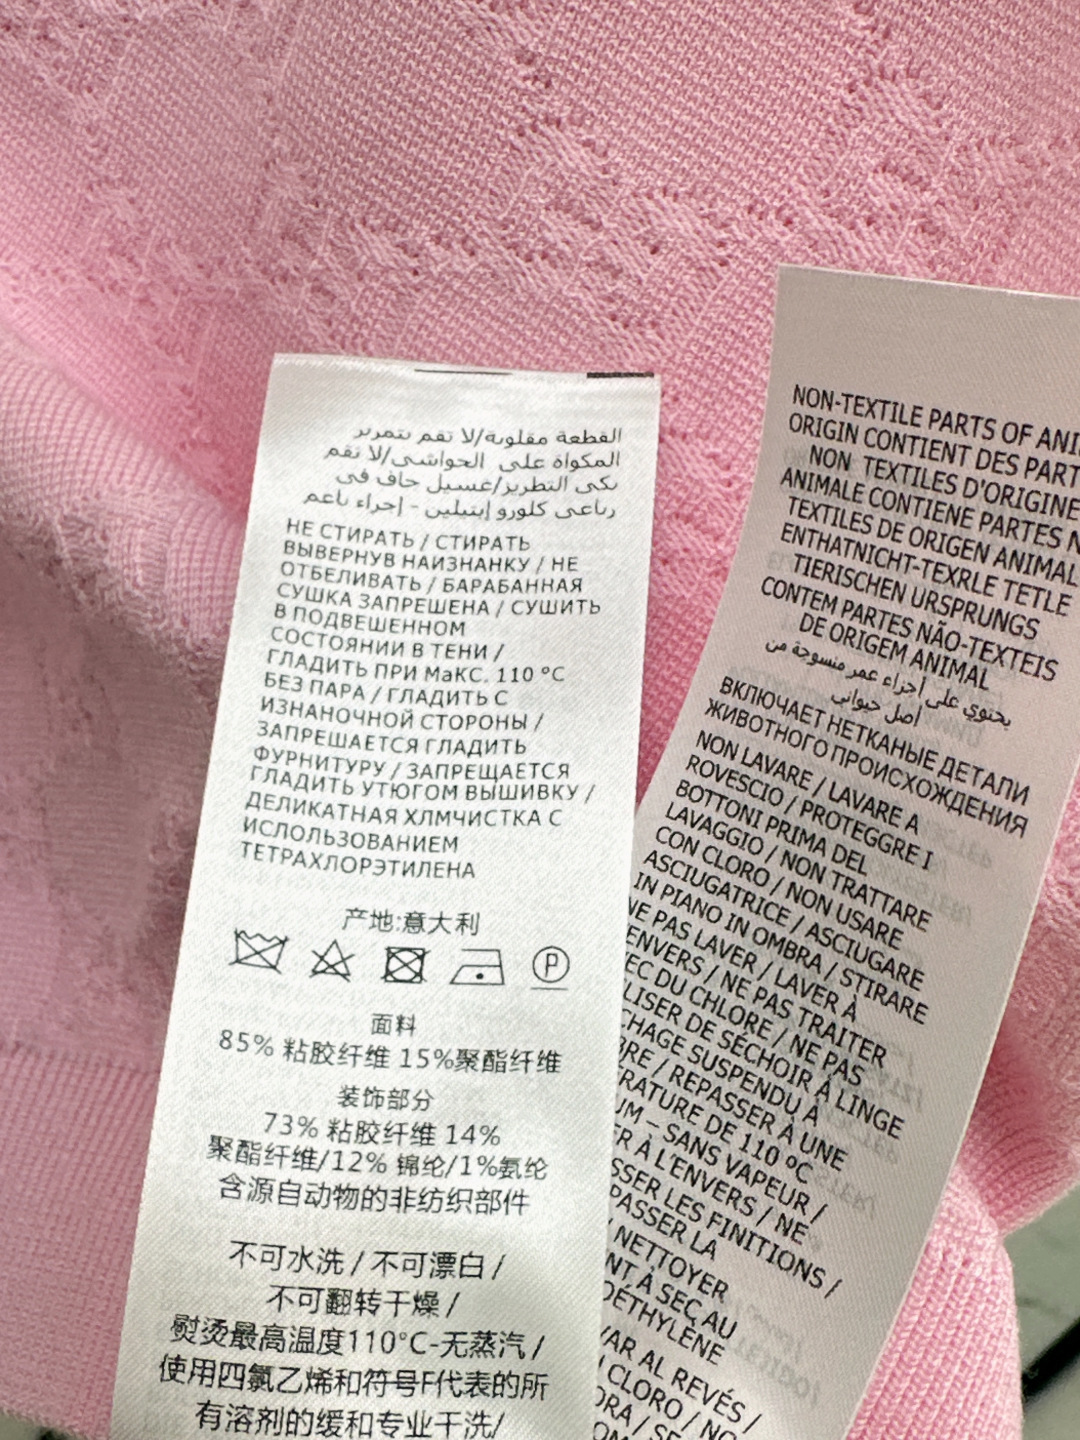 القطعة مقلوبة/لا تقم بتمرير
المكواة على الحواشي/لا تقم
بكي التطريز/غسيل جاف في
رباعي كلورو إيثيلين - إجراء ناعم
НЕ СТИРАТЬ / СТИРАТЬ
ВЫВЕРНУВ НАИЗНАНКУ / НЕ
ОТБЕЛИВАТЬ / БАРАБАННАЯ
СУШКА ЗАПРЕШЕНА / СУШИТЬ
В ПОДВЕШЕННОМ
СОСТОЯНИИ В ТЕНИ /
ГЛАДИТЬ ПРИ МаКС. 110 °C
БЕЗ ПАРА / ГЛАДИТЬ С
ИЗНАНОЧНОЙ СТОРОНЫ /
ЗАПРЕШАЕТСЯ ГЛАДИТЬ
ФУРНИТУРУ / ЗАПРЕЩАЕТСЯ
ГЛАДИТЬ УТЮГОМ ВЫШИВКУ /
ДЕЛИКАТНАЯ ХЛМЧИСТКА С
ИСЛОЛЬЗОВАНИЕМ
ТЕТРАХЛОРЭТИЛЕНА
产地:意大利
P
面料
85% 粘胶纤维 15%聚酯纤维
装饰部分
73% 粘胶纤维 14%
聚酯纤维/12% 锦纶/1%氨纶
含源自动物的非纺织部件
不可水洗 / 不可漂白 /
不可翻转干燥 /
熨烫最高温度110°C-无蒸汽 /
使用四氯乙烯和符号F代表的所
有溶剂的缓和专业干洗/
NON-TEXTILE PARTS OF ANI
ORIGIN CONTIENT DES PART
NON TEXTILES D'ORIGINE
ANIMALE CONTIENE PARTES N
TEXTILES DE ORIGEN ANIMAL
ENTHATNICHT-TEXRLE TETLE
TIERISCHEN URSPRUNGS
CONTEM PARTES NÃO-TEXTEIS
DE ORIGEM ANIMAL
يحتوي على أجزاء غمر منسوجة من
أصل حيواني
ВКЛЮЧАЕТ НЕТКАНЫЕ ДЕТАЛИ
ЖИВОТНОГО ПРОИСХОЖДЕНИЯ
NON LAVARE / LAVARE A
ROVESCIO / PROTEGGRE I
BOTTONI PRIMA DEL
LAVAGGIO / NON TRATTARE
CON CLORO / NON USARE
ASCIUGATRICE / ASCIUGARE
IN PIANO IN OMBRA / STIRARE
NE PAS LAVER / LAVER À
ENVERS / NE PAS TRAITER
EC DU CHLORE / NE PAS
LISER DE SÉCHOIR À LINGE
CHAGE SUSPENDU À
BRE / REPASSER À UNE
RATURE DE 110 ºC
UM – SANS VAPEUR /
R À L'ENVERS / NE
SSER LES FINITIONS /
PASSER LA
/ NETTOYER
NT À SEC AU
OÉTHYLÈNE
VAR AL REVÉS /
CLORO / NO
ORA / SE